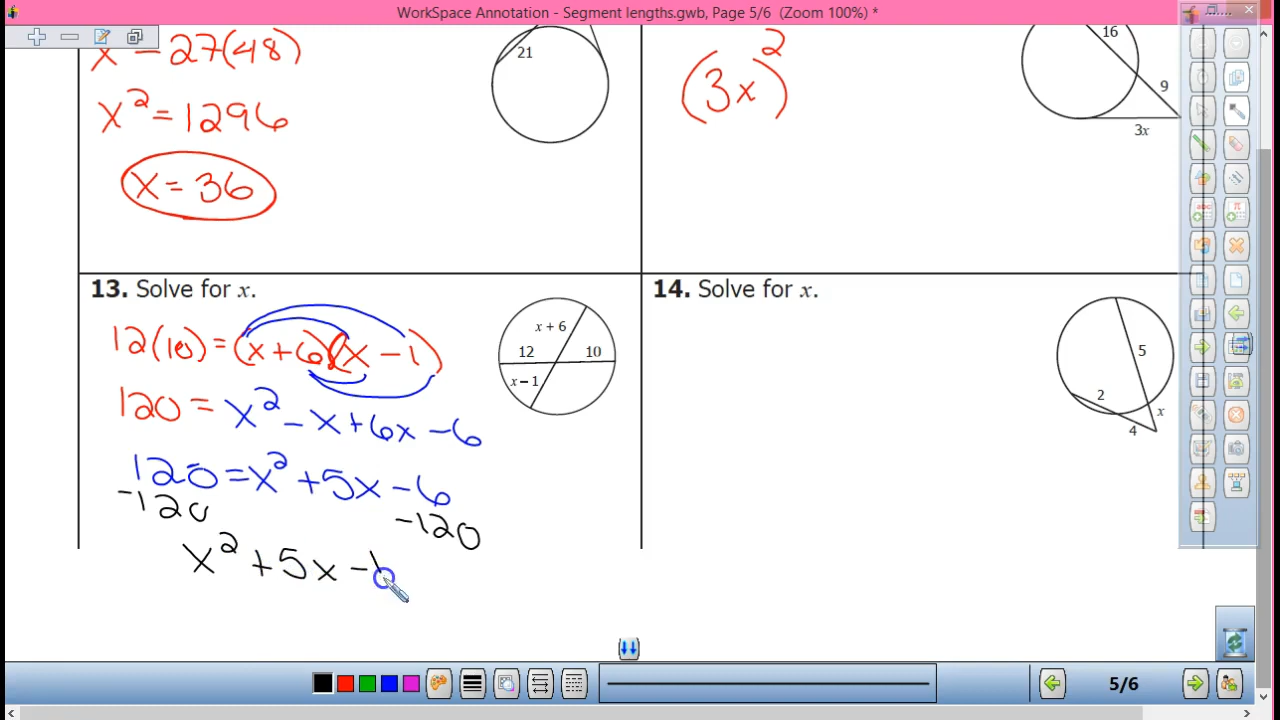 WorkSpace Annotation - Segment lengths.gwb, Page 5/6 (Zoom 100%) *
x = 27(48)
x² = 1296
x = 36
21
(3x)²
16
9
3x
13. Solve for x.
12(10) = (x+6)(x-1)
120 = x² - x + 6x - 6
120 = x² + 5x - 6
-120 -120
x² + 5x -
x + 6
12 10
x - 1
14. Solve for x.
5
2
x
4
5/6